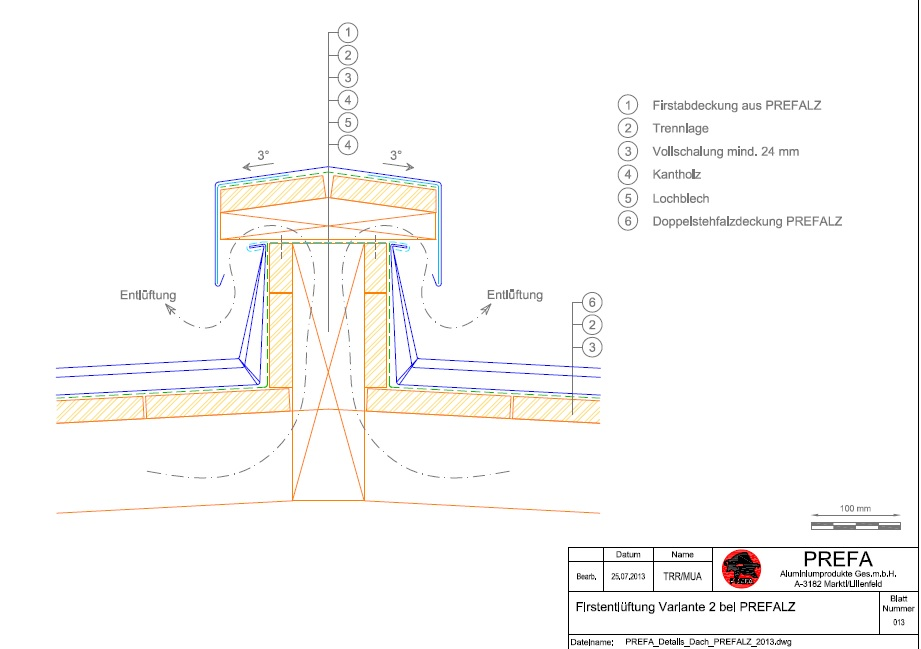 1
2
3
4
5
4
3°
3°
1 Firstabdeckung aus PREFALZ
2 Trennlage
3 Vollschalung mind. 24 mm
4 Kantholz
5 Lochblech
6 Doppelstehfalzdeckung PREFALZ
Entlüftung
Entlüftung
6
2
3
100 mm
Datum Name
Bearb. 25.07.2013 TRR/MUA
PREFA
PREFA
Aluminiumprodukte Ges.m.b.H.
A-3182 Marktl/Lilienfeld
Firstentlüftung Variante 2 bei PREFALZ
Blatt
Nummer
013
Dateiname: PREFA_Details_Dach_PREFALZ_2013.dwg